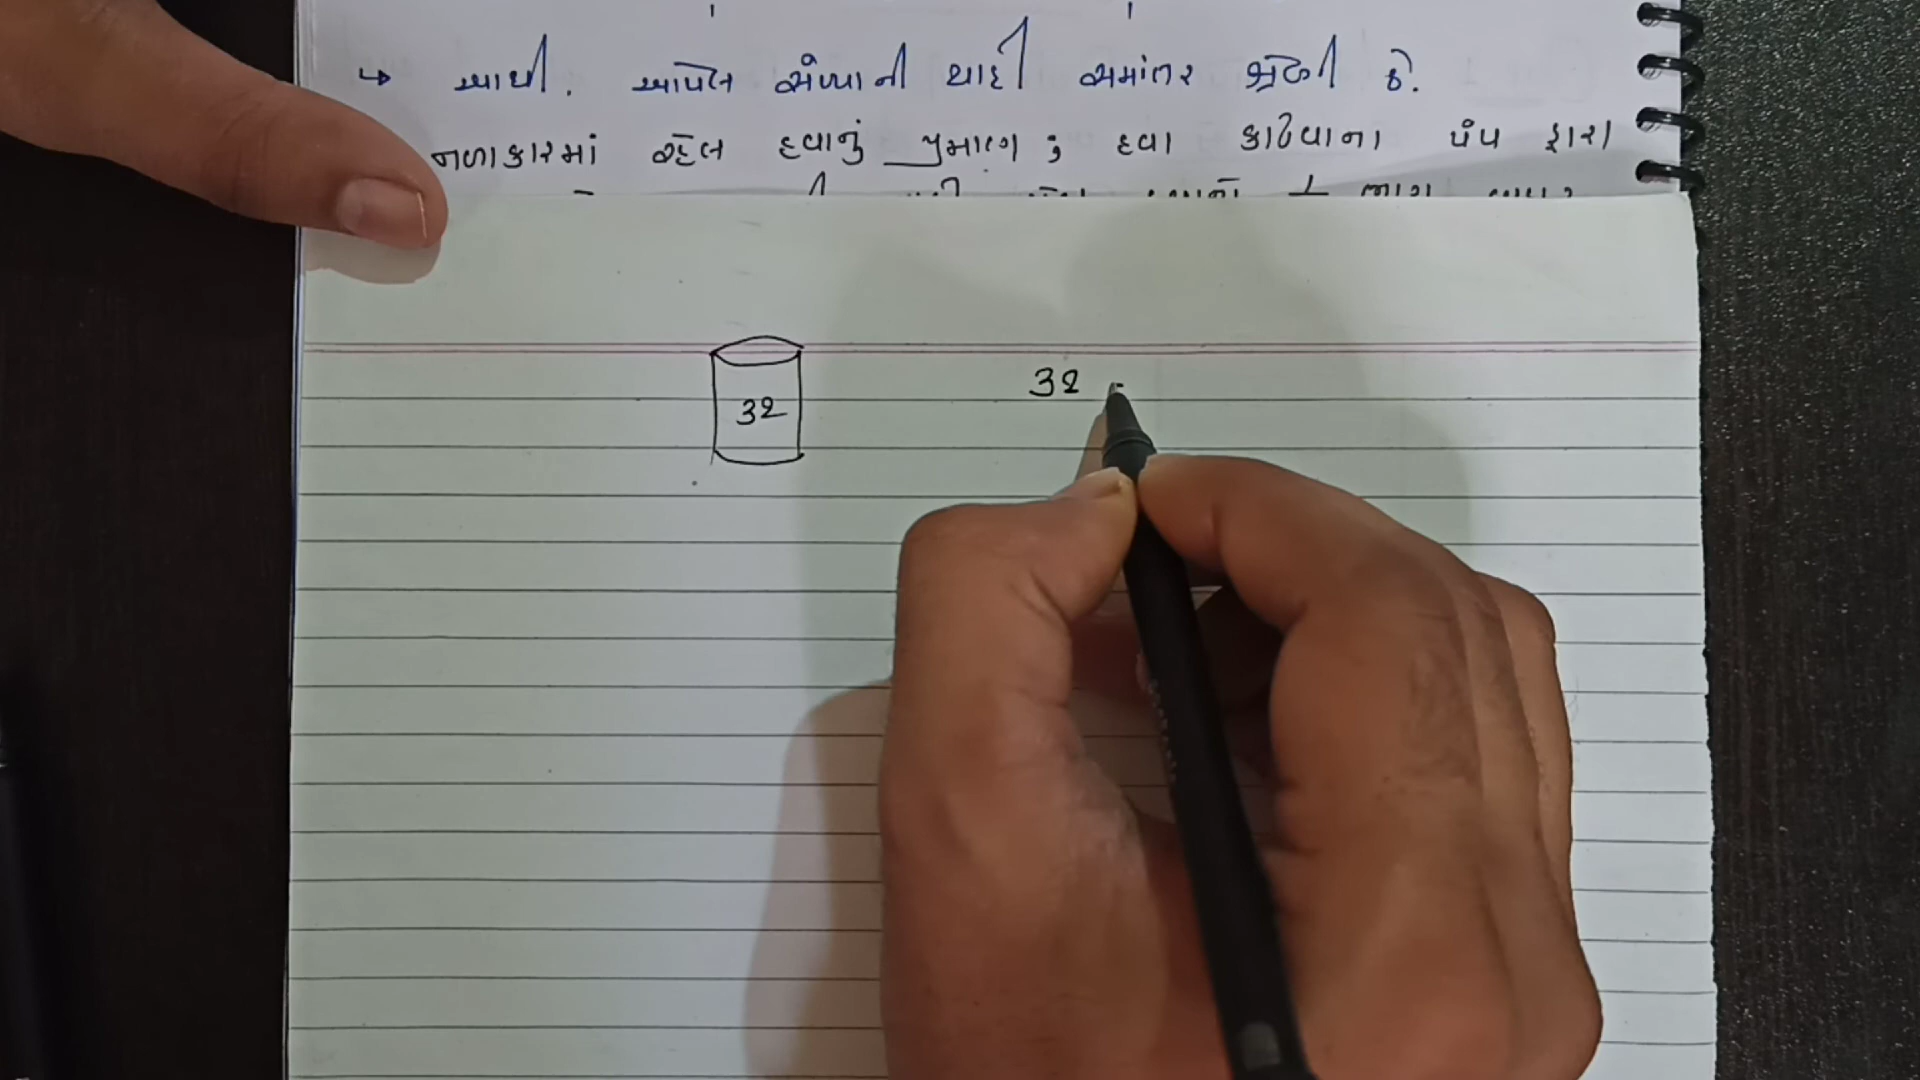 ↳ આથી. આપેલ સંખ્યાની યાદી સમાંતર શ્રેણી છે.
નળાકારમાં રહેલ હવાનું પ્રમાણ ; હવા કાઢવાના પંપ દ્વારા
32 -
32